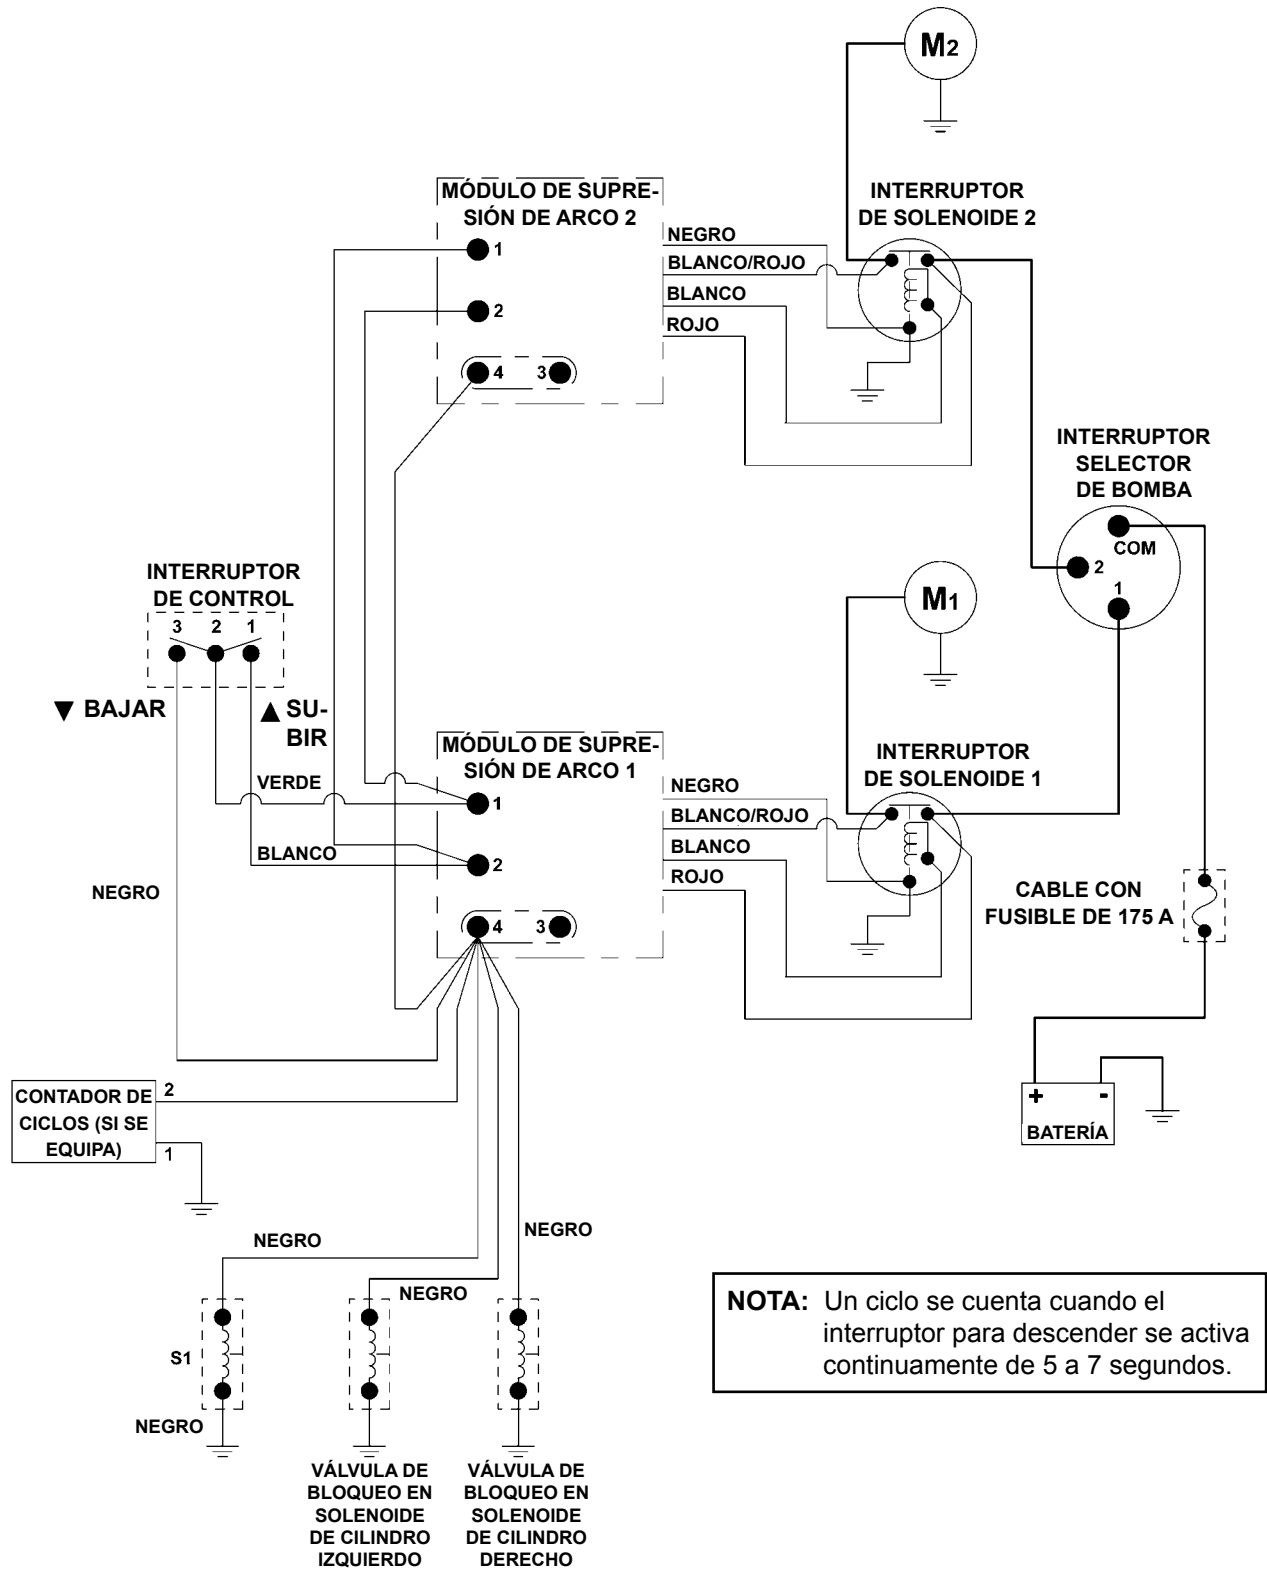 M2
MÓDULO DE SUPRE-
SIÓN DE ARCO 2
INTERRUPTOR
DE SOLENOIDE 2
1
2
4
3
NEGRO
BLANCO/ROJO
BLANCO
ROJO
INTERRUPTOR
SELECTOR
DE BOMBA
COM
2
1
INTERRUPTOR
DE CONTROL
3 2 1
▼ BAJAR
▲ SU-
BIR
M1
MÓDULO DE SUPRE-
SIÓN DE ARCO 1
INTERRUPTOR
DE SOLENOIDE 1
VERDE
BLANCO
NEGRO
1
2
4
3
NEGRO
BLANCO/ROJO
BLANCO
ROJO
CABLE CON
FUSIBLE DE 175 A
+ -
BATERÍA
CONTADOR DE
CICLOS (SI SE
EQUIPA)
2
1
NEGRO
NEGRO
NEGRO
S1
NEGRO
VÁLVULA DE
BLOQUEO EN
SOLENOIDE
DE CILINDRO
IZQUIERDO
VÁLVULA DE
BLOQUEO EN
SOLENOIDE
DE CILINDRO
DERECHO
NOTA: Un ciclo se cuenta cuando el
interruptor para descender se activa
continuamente de 5 a 7 segundos.